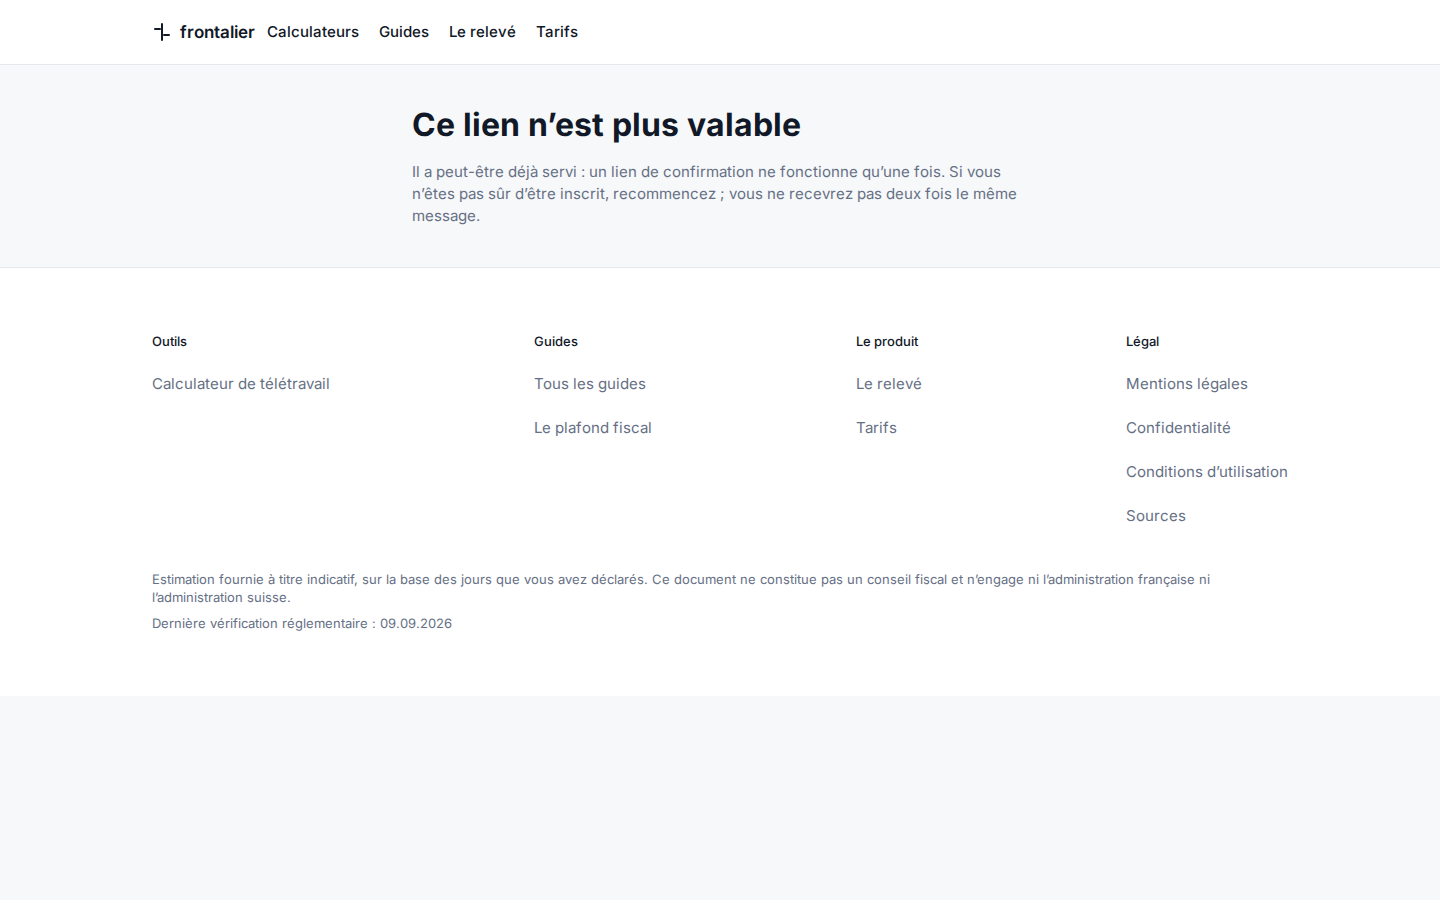 frontalier Calculateurs Guides Le relevé Tarifs
Ce lien n’est plus valable
Il a peut-être déjà servi : un lien de confirmation ne fonctionne qu’une fois. Si vous
n’êtes pas sûr d’être inscrit, recommencez ; vous ne recevrez pas deux fois le même
message.
Outils
Calculateur de télétravail
Guides
Tous les guides
Le plafond fiscal
Le produit
Le relevé
Tarifs
Légal
Mentions légales
Confidentialité
Conditions d’utilisation
Sources
Estimation fournie à titre indicatif, sur la base des jours que vous avez déclarés. Ce document ne constitue pas un conseil fiscal et n’engage ni l’administration française ni
l’administration suisse.
Dernière vérification réglementaire : 09.09.2026